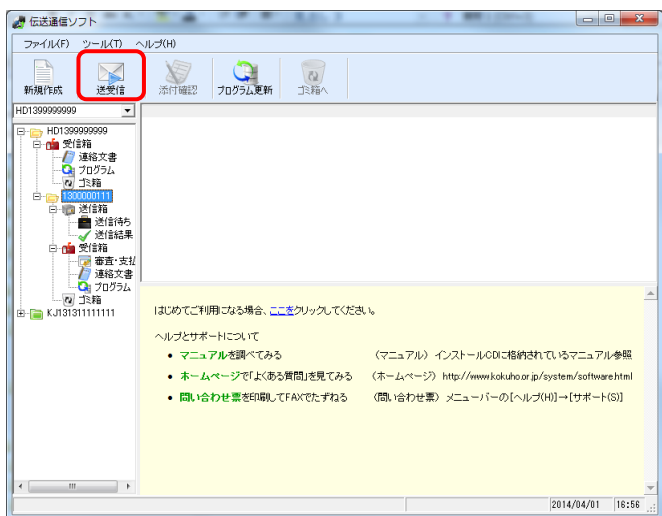 伝送通信ソフト
ファイル(F) ツール(T) ヘルプ(H)
新規作成 送受信 添付確認 プログラム更新 ゴミ箱へ
HD1399999999
HD1399999999
受信箱
連絡文書
プログラム
ゴミ箱
1300000111
送信箱
送信待ち
送信結果
受信箱
審査・支払
連絡文書
プログラム
ゴミ箱
KJ131311111111
はじめてご利用になる場合、ここをクリックしてください。
ヘルプとサポートについて
• マニュアルを調べてみる （マニュアル）インストールCDに格納されているマニュアル参照
• ホームページで「よくある質問」を見てみる （ホームページ）http://www.kokuho.or.jp/system/software.html
• 問い合わせ票を印刷してFAXでたずねる （問い合わせ票）メニューバーの[ヘルプ(H)]→[サポート(S)]
2014/04/01 16:56